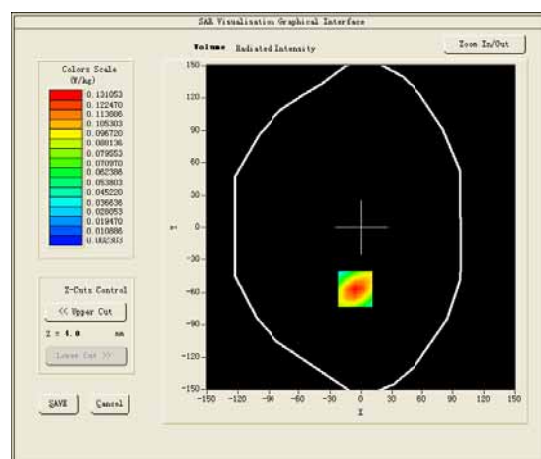 SAR Visualisation Graphical Interface
Volume Radiated Intensity
Zoom In/Out
Colors Scale
(W/kg)
0.131053
0.122470
0.113886
0.105303
0.096720
0.088136
0.079553
0.070970
0.062386
0.053803
0.045220
0.036636
0.028053
0.019470
0.010886
0.002303
150
120
90
60
30
0
-30
-60
-90
-120
-150
Y
-150 -120 -90 -60 -30 0 30 60 90 120 150
X
Z-Cuts Control
<< Upper Cut
Z = 4.0 mm
Lower Cut >>
SAVE Cancel